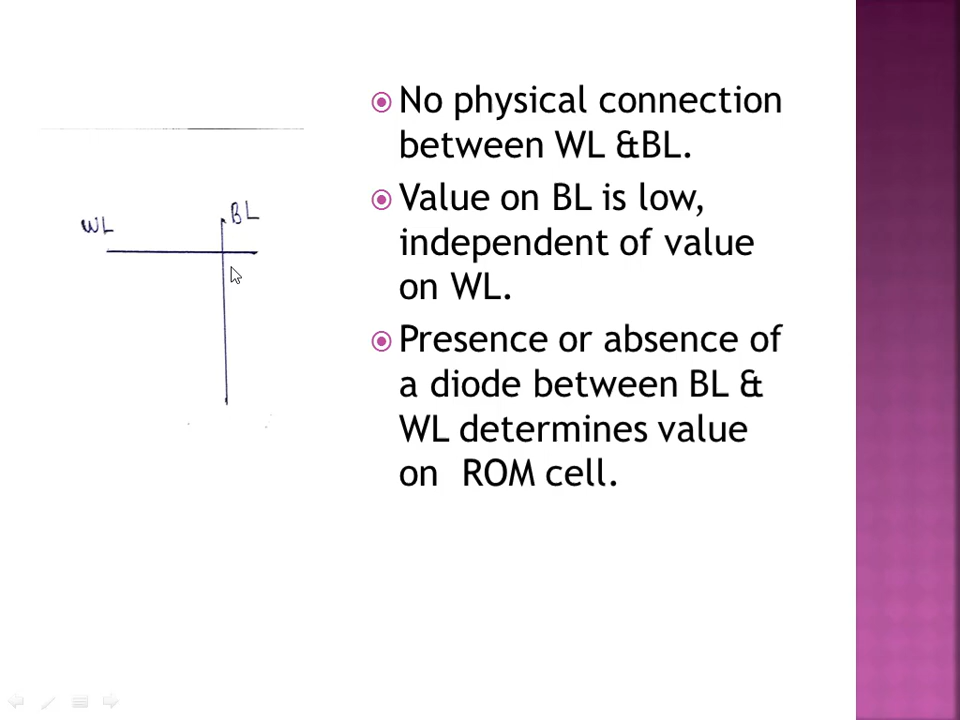 WL
BL
No physical connection
between WL &BL.
Value on BL is low,
independent of value
on WL.
Presence or absence of
a diode between BL &
WL determines value
on ROM cell.